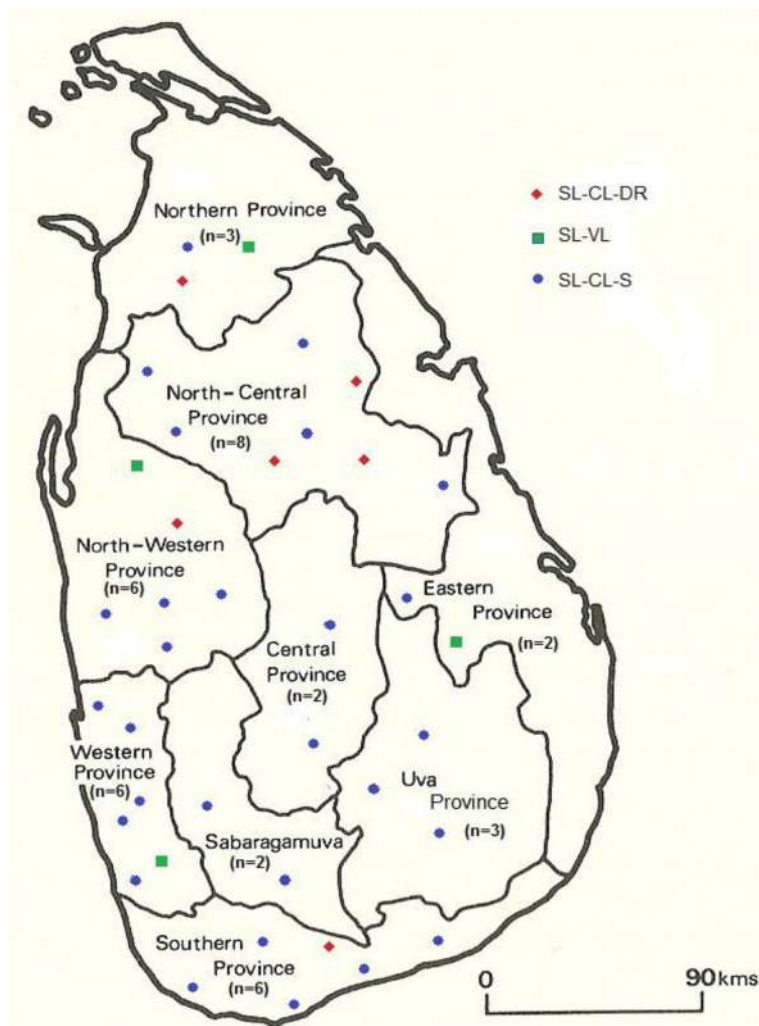 Northern Province
(n=3)
SL-CL-DR
SL-VL
SL-CL-S
North-Central
Province
(n=8)
North-Western
Province
(n=6)
Eastern
Province
(n=2)
Central
Province
(n=2)
Western
Province
(n=6)
Uva
Province
(n=3)
Sabaragamuva
(n=2)
Southern
Province
(n=6)
0 90kms